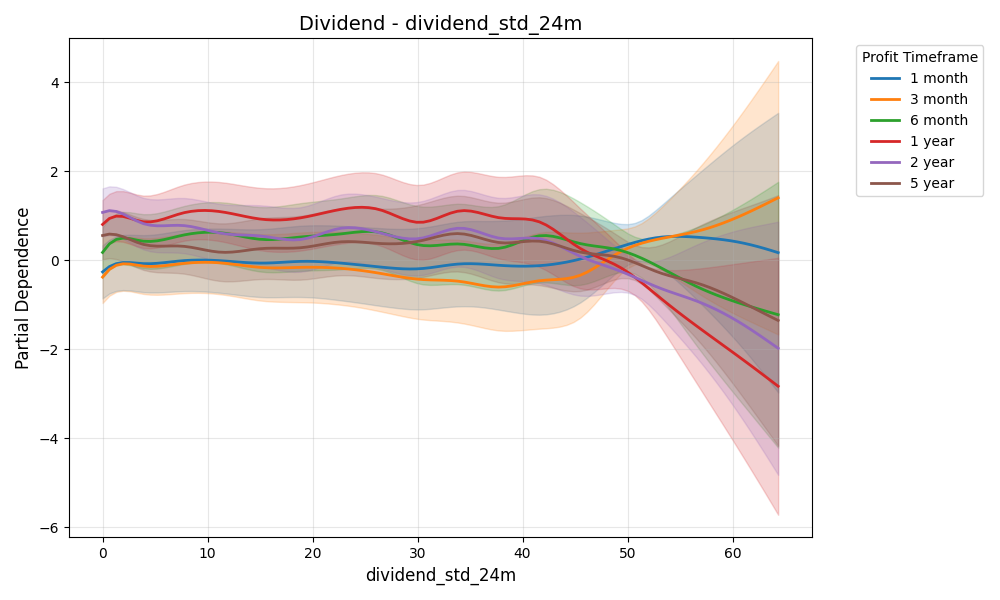 Dividend - dividend_std_24m
Profit Timeframe
1 month
3 month
6 month
1 year
2 year
5 year
Partial Dependence
4
2
0
−2
−4
−6
0 10 20 30 40 50 60
dividend_std_24m